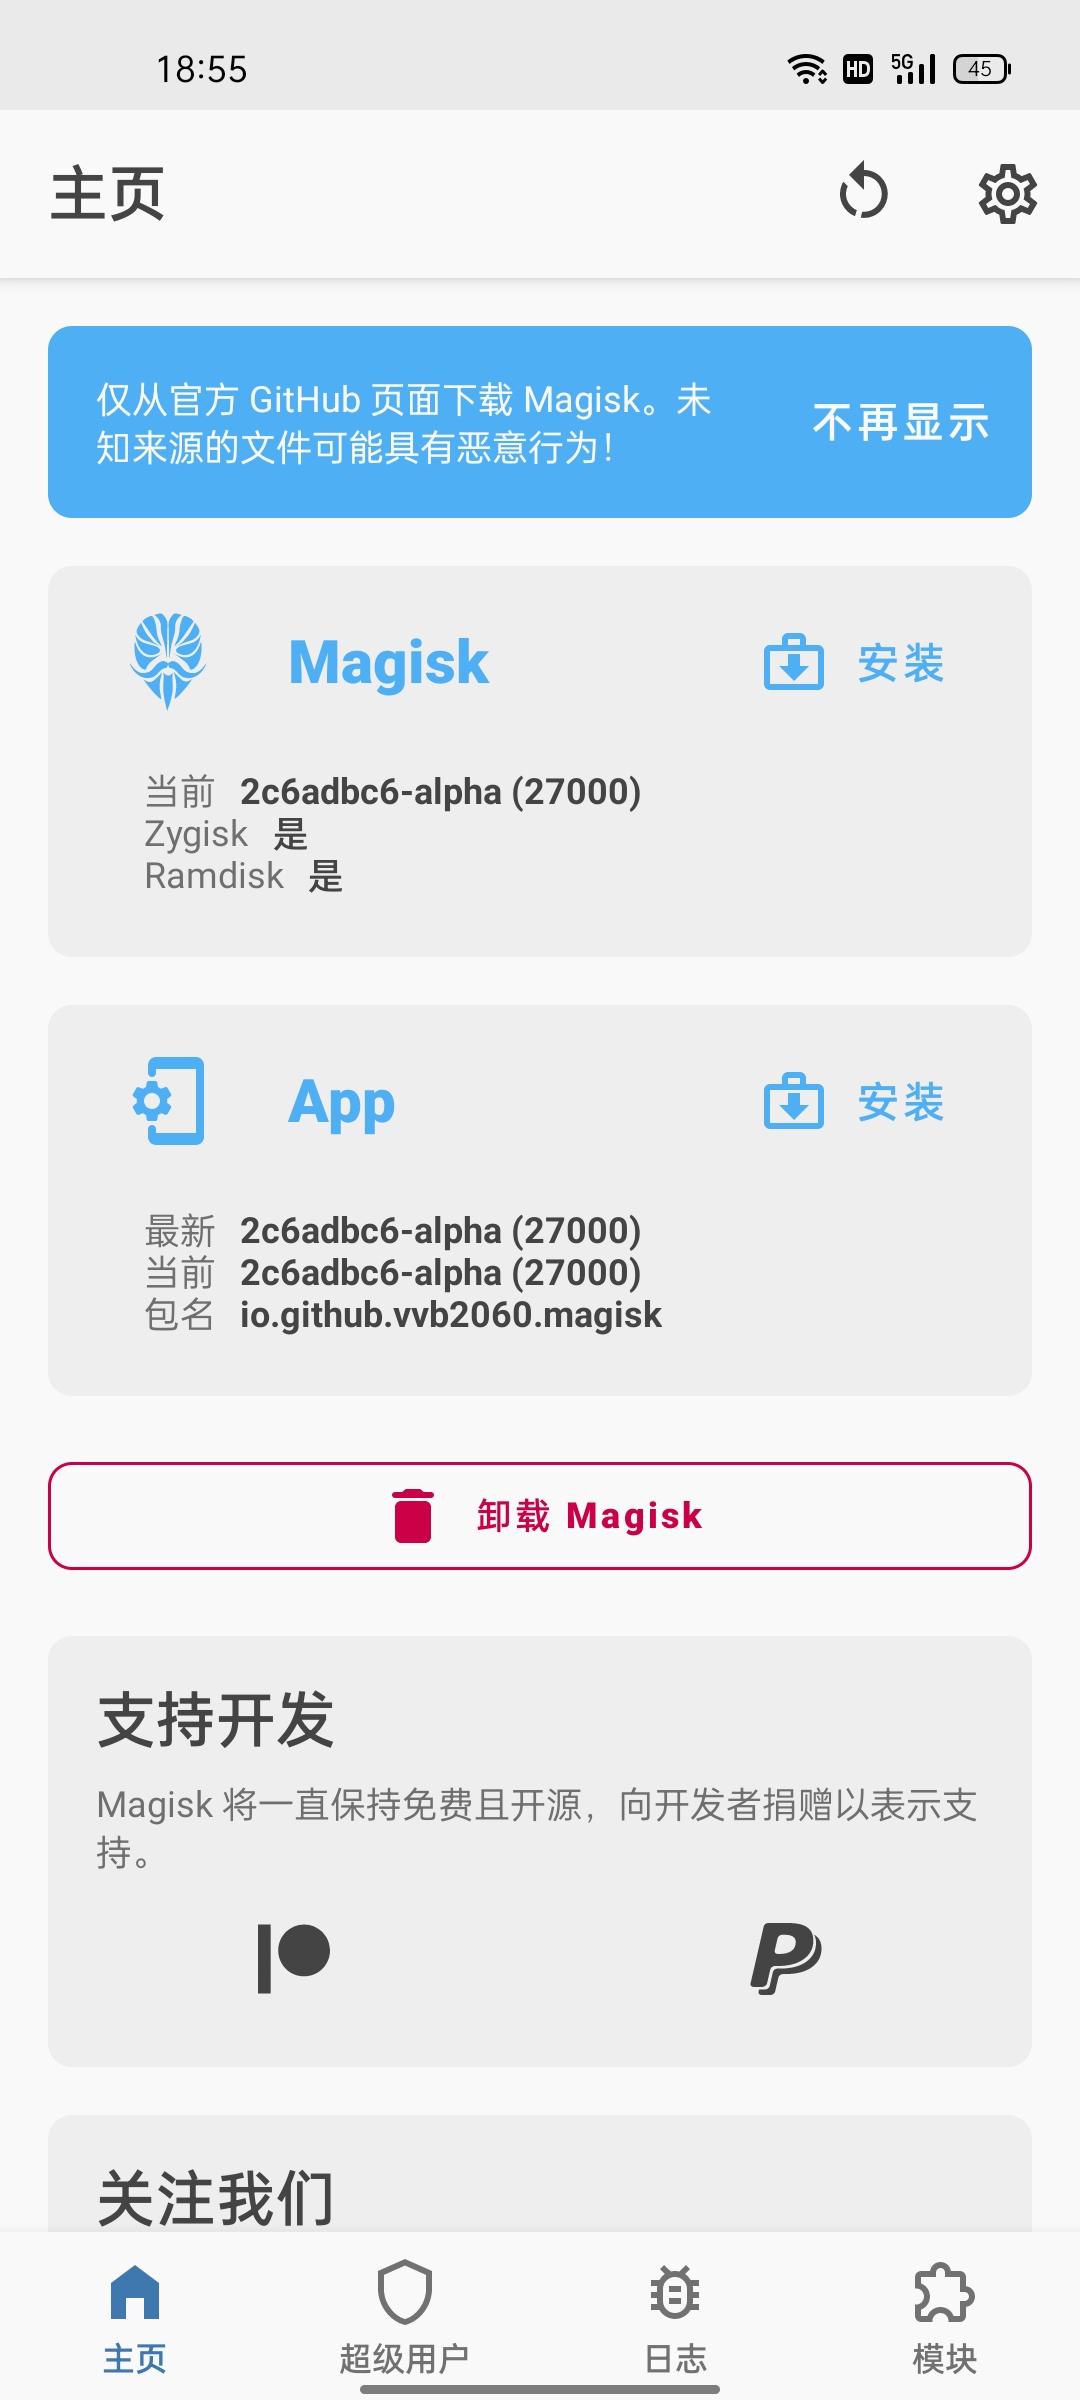 18:55
HD 5G 45
主页
仅从官方 GitHub 页面下载 Magisk。未
知来源的文件可能具有恶意行为！
不再显示
Magisk
安装
当前 2c6adbc6-alpha (27000)
Zygisk 是
Ramdisk 是
App
安装
最新 2c6adbc6-alpha (27000)
当前 2c6adbc6-alpha (27000)
包名 io.github.vvb2060.magisk
卸载 Magisk
支持开发
Magisk 将一直保持免费且开源，向开发者捐赠以表示支
持。
关注我们
主页 超级用户 日志 模块